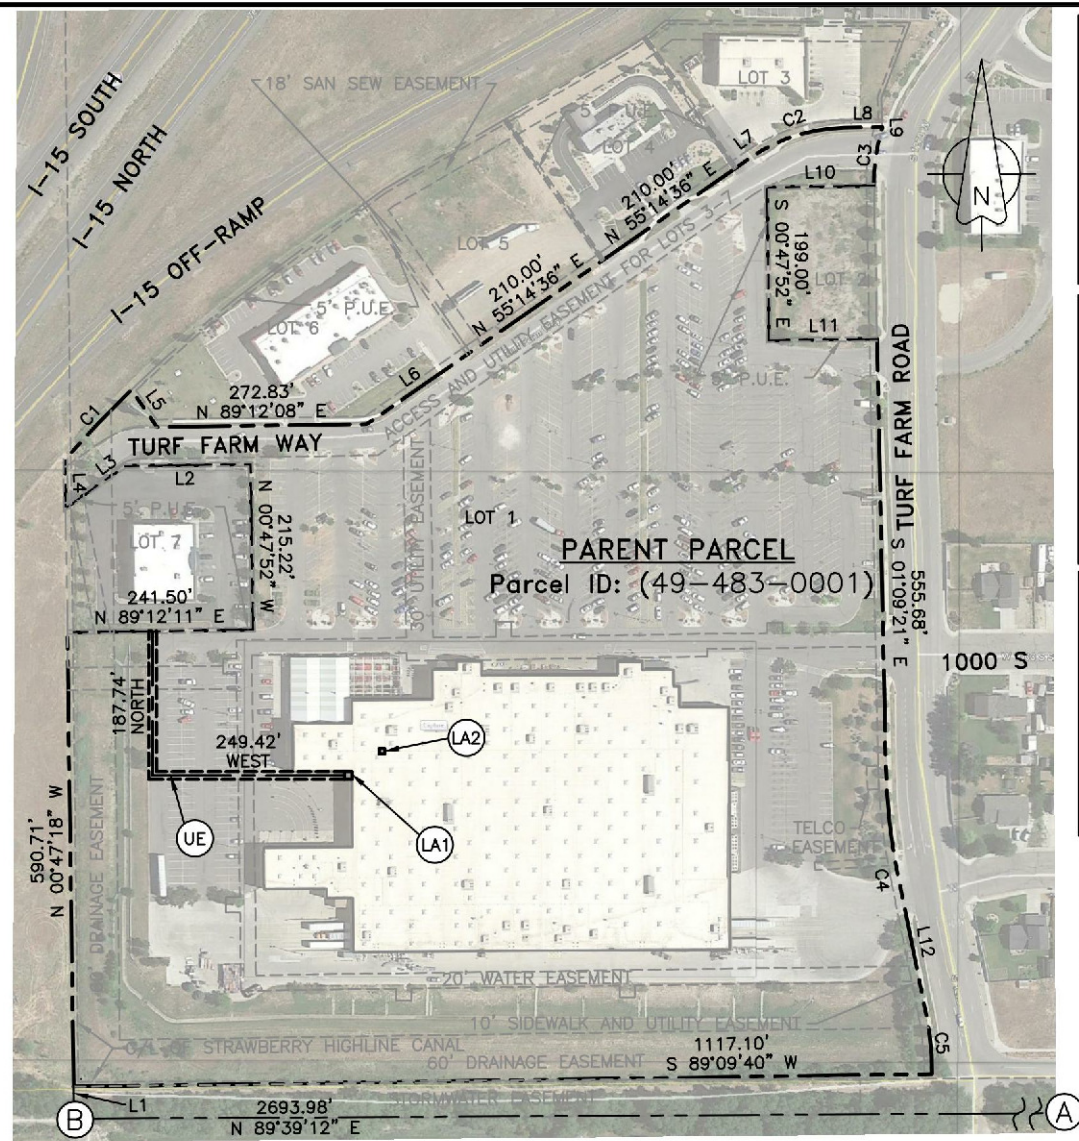 I-15 SOUTH
I-15 NORTH
I-15 OFF-RAMP
18' SAN SEW EASEMENT
LOT 3
5' P.U.E.
LOT 4
LOT 5
5' P.U.E.
LOT 6
L7
C2
L8
L9
C3
L10
N
210.00'
N 55°14'36" E
210.00'
N 55°14'36" E
199.00'
S 00°47'52" E
LOT 2
L11
5' P.U.E.
ACCESS AND UTILITY EASEMENT FOR LOTS 3-7
L6
272.83'
N 89°12'08" E
C1
L5
TURF FARM WAY
L4
L3
L2
5' P.U.E.
LOT 7
241.50'
N 89°12'11" E
215.22'
N 00°47'52" W
30' UTILITY EASEMENT
LOT 1
PARENT PARCEL
Parcel ID: (49-483-0001)
S TURF FARM ROAD
555.68'
S 01°09'21" E
1000 S
187.74'
NORTH
249.42'
WEST
LA2
LA1
UE
590.71'
N 00°47'18" W
DRAINAGE EASEMENT
TELCO
EASEMENT
C4
L12
C5
20' WATER EASEMENT
10' SIDEWALK AND UTILITY EASEMENT
C/L OF STRAWBERRY HIGHLINE CANAL
60' DRAINAGE EASEMENT
1117.10'
S 89°09'40" W
STORMWATER EASEMENT
L1
B
2693.98'
N 89°39'12" E
A